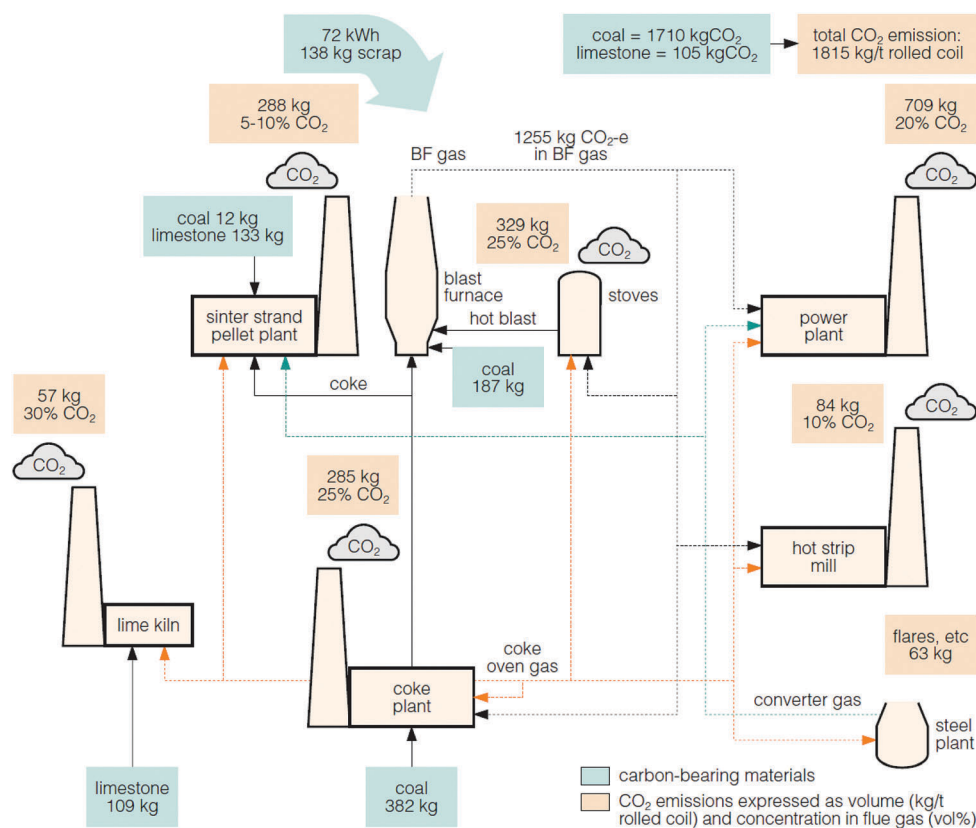 72 kWh
138 kg scrap
coal = 1710 kgCO₂
limestone = 105 kgCO₂
total CO₂ emission:
1815 kg/t rolled coil
288 kg
5-10% CO₂
709 kg
20% CO₂
1255 kg CO₂-e
in BF gas
BF gas
CO₂
CO₂
coal 12 kg
limestone 133 kg
329 kg
25% CO₂
CO₂
blast
furnace
stoves
hot blast
sinter strand
pellet plant
power
plant
coke
coal
187 kg
57 kg
30% CO₂
84 kg
10% CO₂
CO₂
CO₂
285 kg
25% CO₂
CO₂
hot strip
mill
lime kiln
flares, etc
63 kg
coke
oven gas
coke
plant
converter gas
steel
plant
limestone
109 kg
coal
382 kg
carbon-bearing materials
CO₂ emissions expressed as volume (kg/t
rolled coil) and concentration in flue gas (vol%)